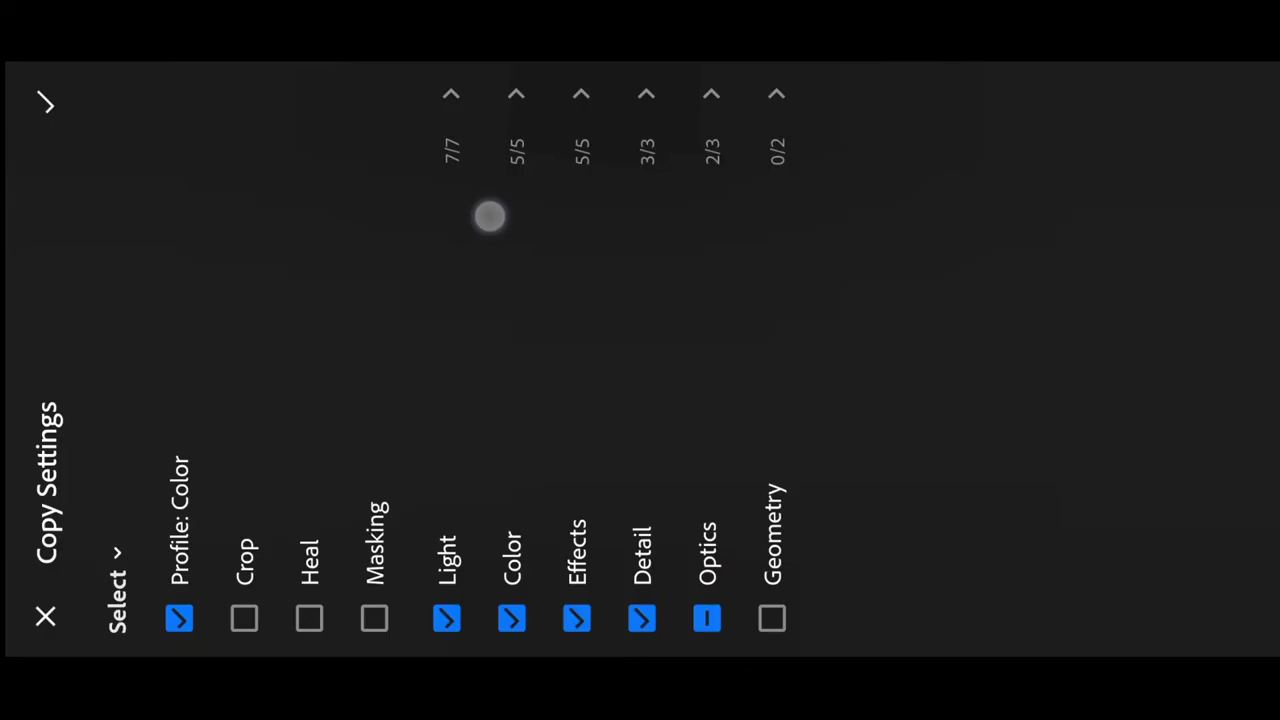 Copy Settings
Select
Profile: Color
Crop
Heal
Masking
Light 7/7
Color 5/5
Effects 5/5
Detail 3/3
Optics 2/3
Geometry 0/2